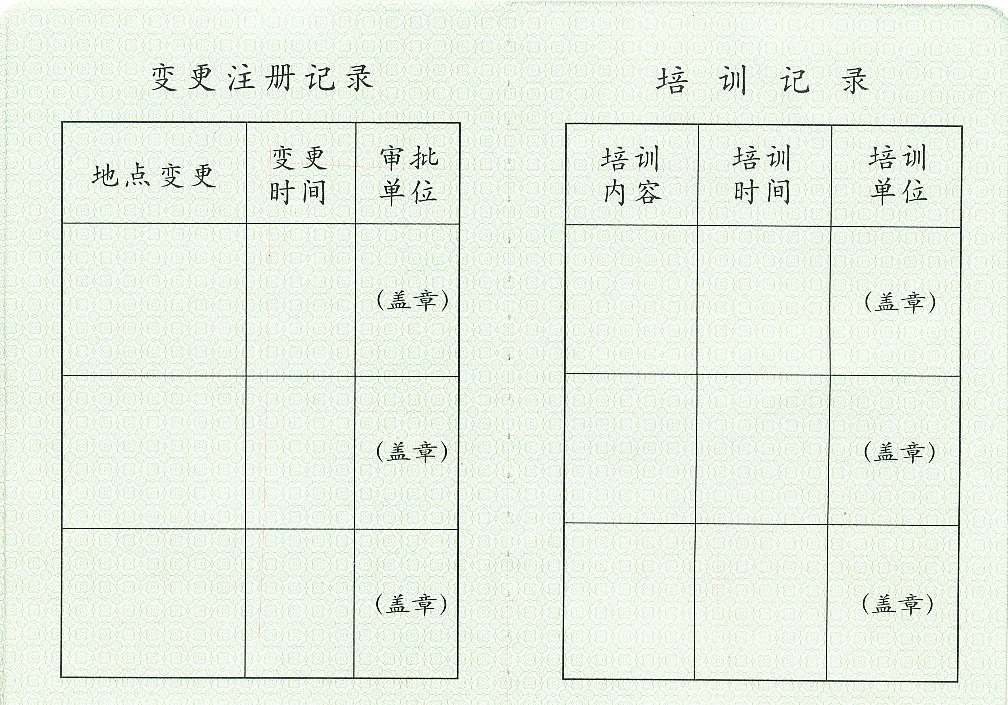 变更注册记录
地点变更
变更
时间
审批
单位
(盖章)
(盖章)
(盖章)
培训记录
培训
内容
培训
时间
培训
单位
(盖章)
(盖章)
(盖章)